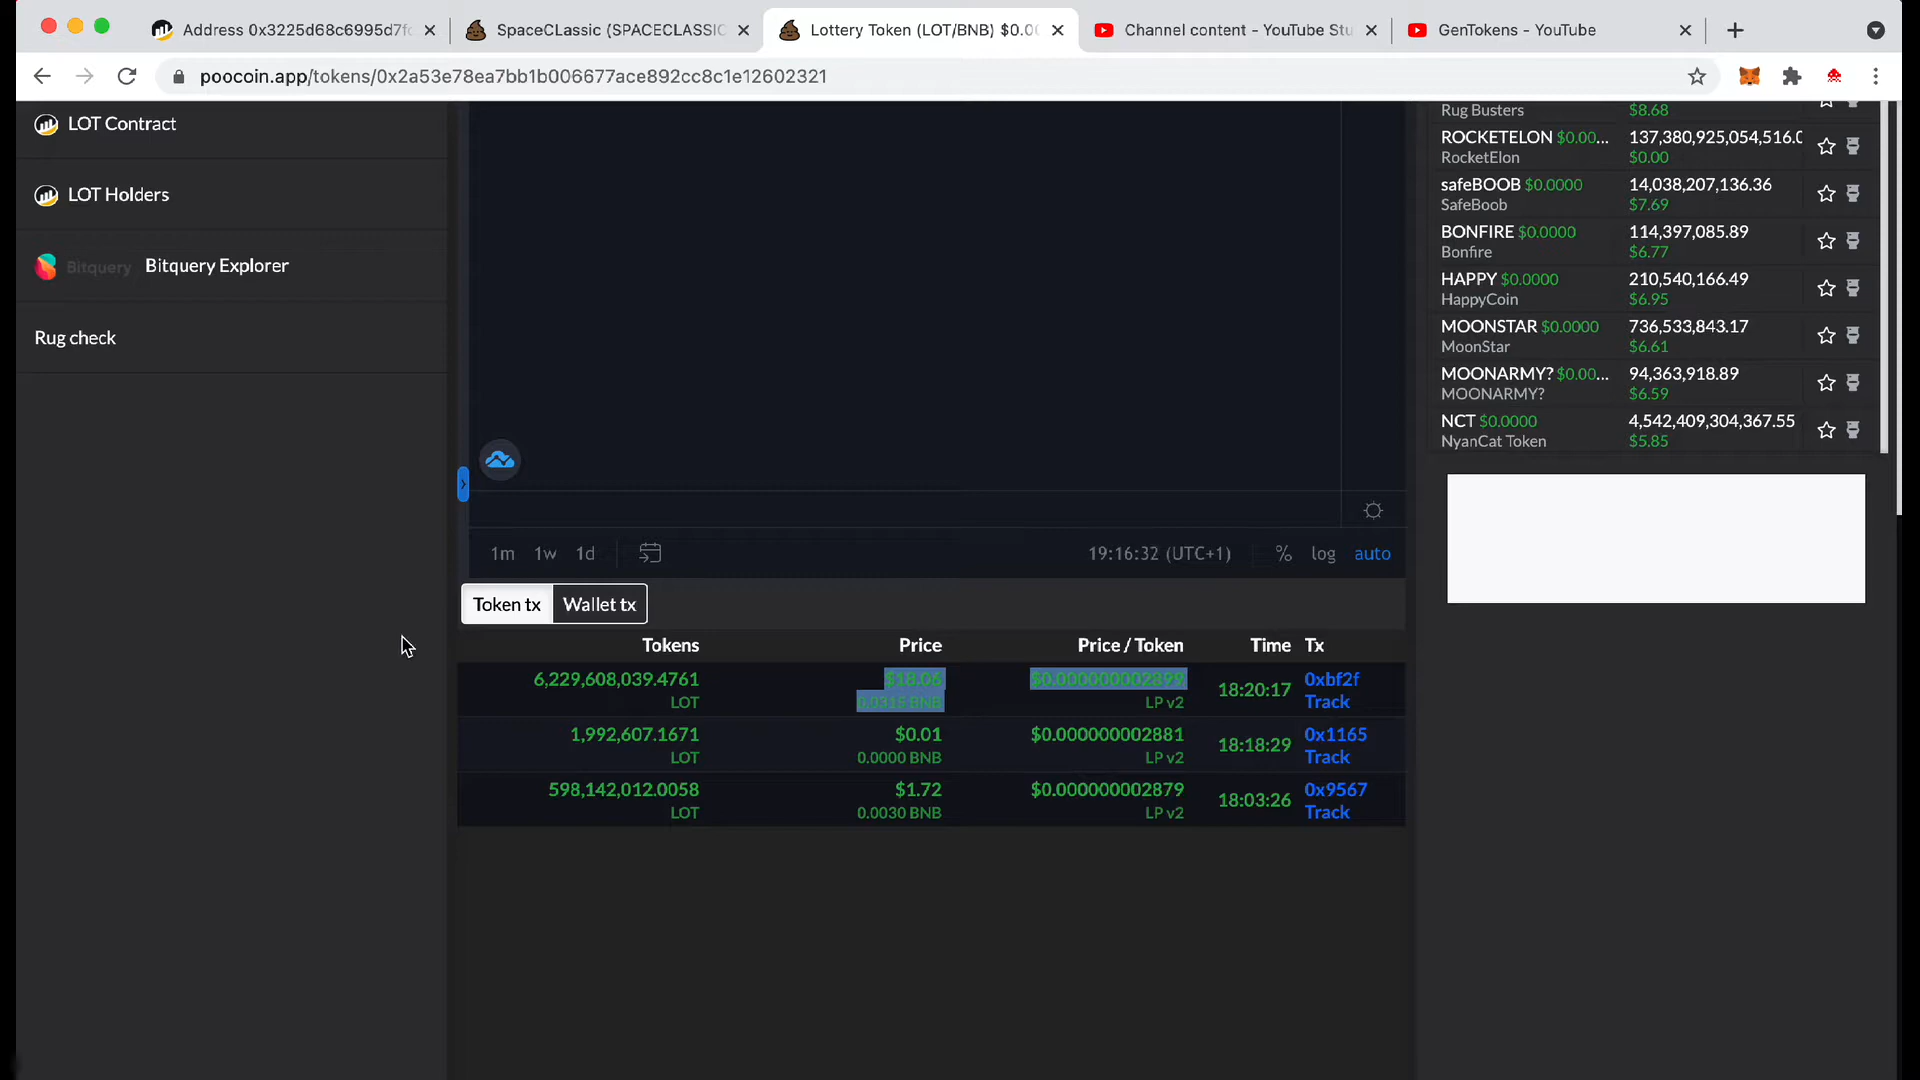 Address 0x3225d68c6995d7f
SpaceClassic (SPACECLASSIC
Lottery Token (LOT/BNB) $0.0
Channel content - YouTube Stu
GenTokens - YouTube
poocoin.app/tokens/0x2a53e78ea7bb1b006677ace892cc8c1e12602321
LOT Contract
LOT Holders
Bitquery Bitquery Explorer
Rug check
Rug Busters $8.68
ROCKETELON $0.00... 137,380,925,054,516.0
RocketElon $0.00
safeBOOB $0.0000 14,038,207,136.36
SafeBoob $7.69
BONFIRE $0.0000 114,397,085.89
Bonfire $6.77
HAPPY $0.0000 210,540,166.49
HappyCoin $6.95
MOONSTAR $0.0000 736,533,843.17
MoonStar $6.61
MOONARMY? $0.00... 94,363,918.89
MOONARMY? $6.59
NCT $0.0000 4,542,409,304,367.55
NyanCat Token $5.85
1m 1w 1d 19:16:32 (UTC+1) % log auto
Token tx Wallet tx
Tokens Price Price / Token Time Tx
6,229,608,039.4761 $18.06 $0.000000002899 18:20:17 0xbf2f
LOT 0.0315 BNB LP v2 Track
1,992,607.1671 $0.01 $0.000000002881 18:18:29 0x1165
LOT 0.0000 BNB LP v2 Track
598,142,012.0058 $1.72 $0.000000002879 18:03:26 0x9567
LOT 0.0030 BNB LP v2 Track